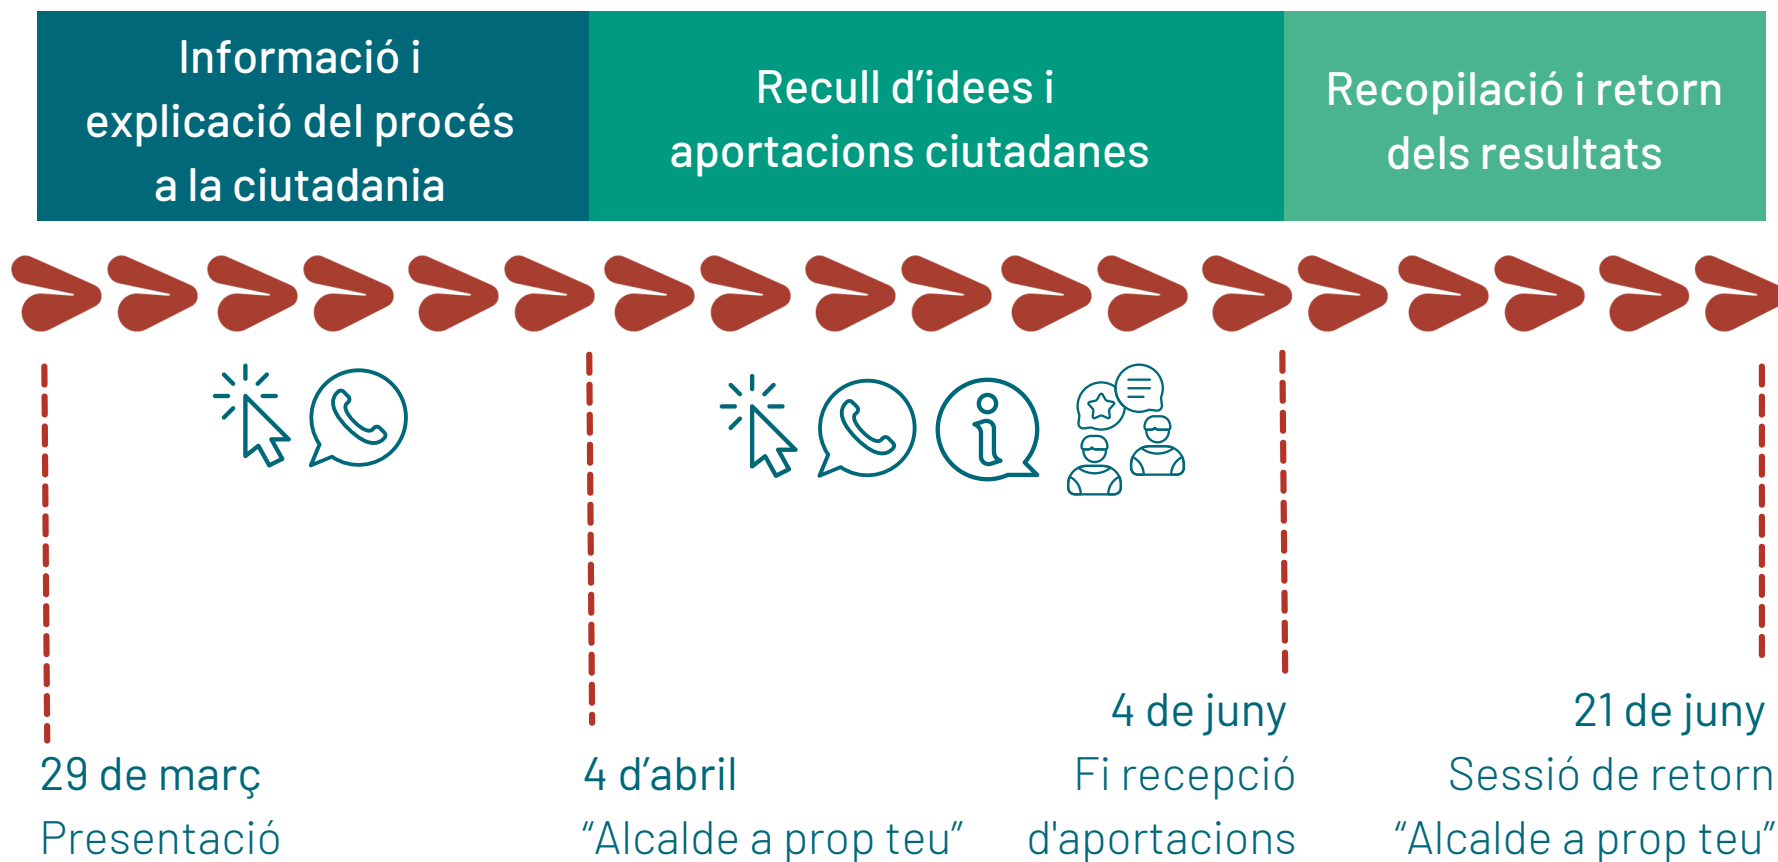 Informació i
explicació del procés
a la ciutadania
Recull d’idees i
aportacions ciutadanes
Recopilació i retorn
dels resultats
29 de març
Presentació
4 d’abril
“Alcalde a prop teu”
4 de juny
Fi recepció
d'aportacions
21 de juny
Sessió de retorn
“Alcalde a prop teu”